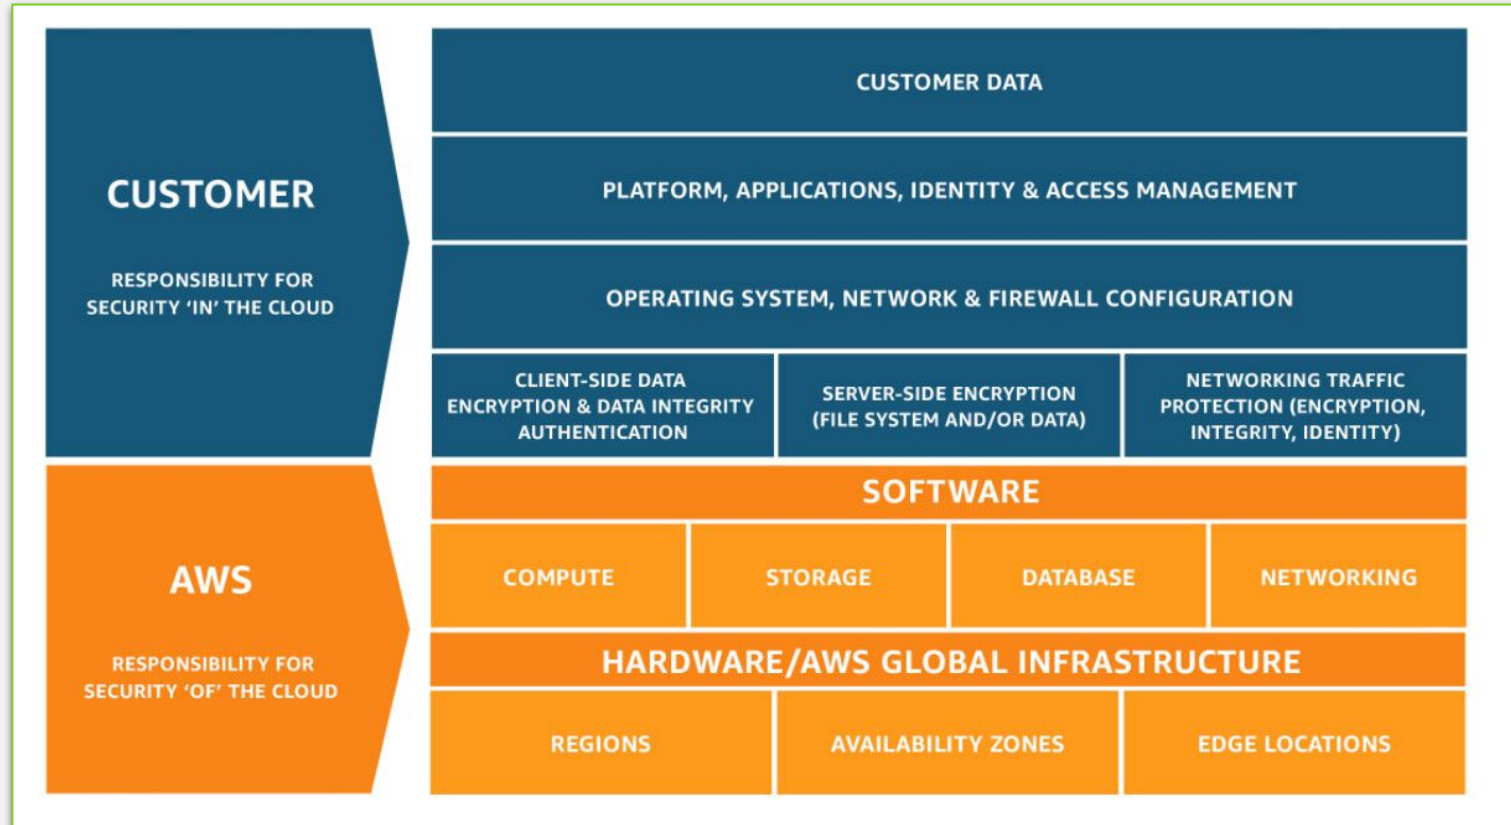 CUSTOMER
RESPONSIBILITY FOR
SECURITY ‘IN’ THE CLOUD
CUSTOMER DATA
PLATFORM, APPLICATIONS, IDENTITY & ACCESS MANAGEMENT
OPERATING SYSTEM, NETWORK & FIREWALL CONFIGURATION
CLIENT-SIDE DATA
ENCRYPTION & DATA INTEGRITY
AUTHENTICATION
SERVER-SIDE ENCRYPTION
(FILE SYSTEM AND/OR DATA)
NETWORKING TRAFFIC
PROTECTION (ENCRYPTION,
INTEGRITY, IDENTITY)
AWS
RESPONSIBILITY FOR
SECURITY ‘OF’ THE CLOUD
SOFTWARE
COMPUTE
STORAGE
DATABASE
NETWORKING
HARDWARE/AWS GLOBAL INFRASTRUCTURE
REGIONS
AVAILABILITY ZONES
EDGE LOCATIONS